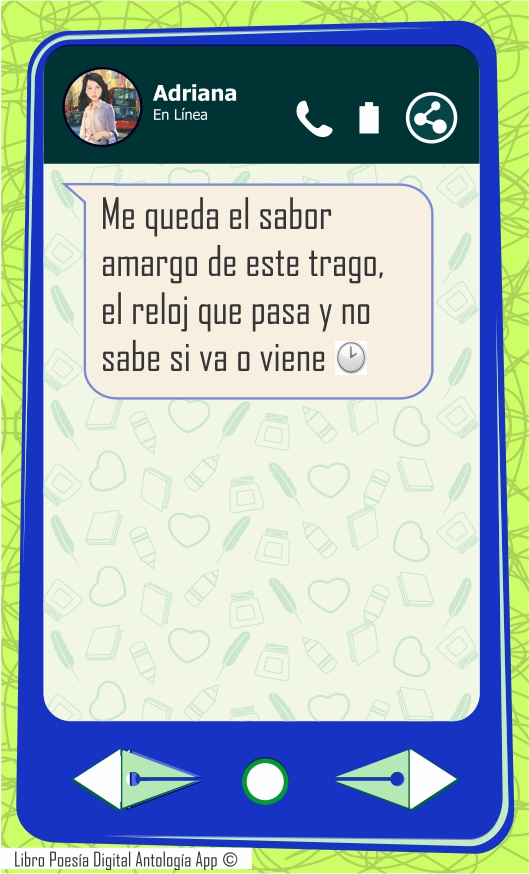 Adriana
En Línea
Me queda el sabor
amargo de este trago,
el reloj que pasa y no
sabe si va o viene 🕑
Libro Poesía Digital Antología App ©